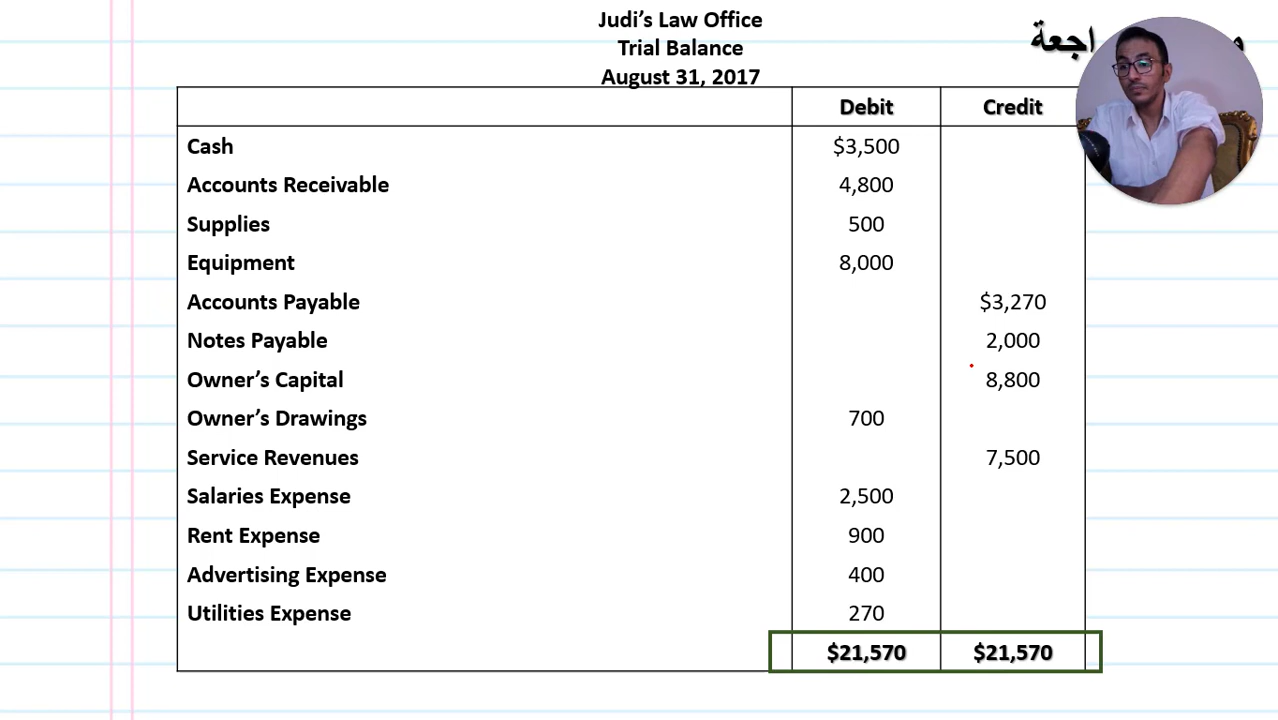 Judi's Law Office
Trial Balance
August 31, 2017
Debit Credit
Cash $3,500
Accounts Receivable 4,800
Supplies 500
Equipment 8,000
Accounts Payable $3,270
Notes Payable 2,000
Owner's Capital 8,800
Owner's Drawings 700
Service Revenues 7,500
Salaries Expense 2,500
Rent Expense 900
Advertising Expense 400
Utilities Expense 270
$21,570 $21,570